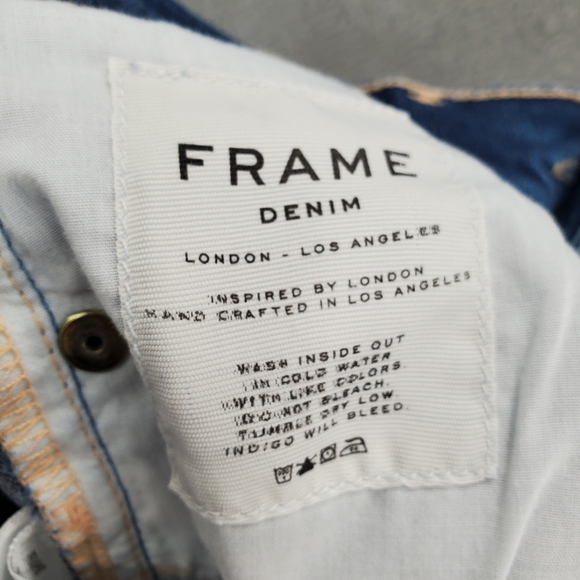 FRAME
DENIM
LONDON - LOS ANGELES
INSPIRED BY LONDON
HAND CRAFTED IN LOS ANGELES
WASH INSIDE OUT
IN COLD WATER
WITH LIKE COLORS.
DO NOT BLEACH.
TUMBLE DRY LOW.
INDIGO WILL BLEED.